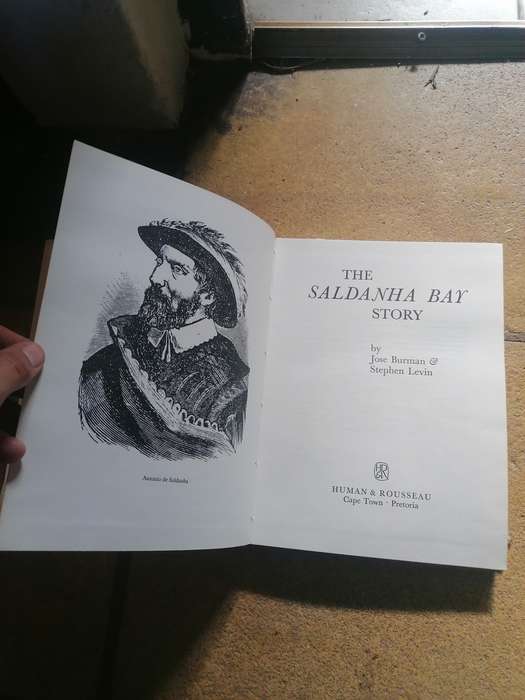 Antonio de Saldanha
THE
SALDANHA BAY
STORY
by
Jose Burman &
Stephen Levin
HUMAN & ROUSSEAU
Cape Town · Pretoria